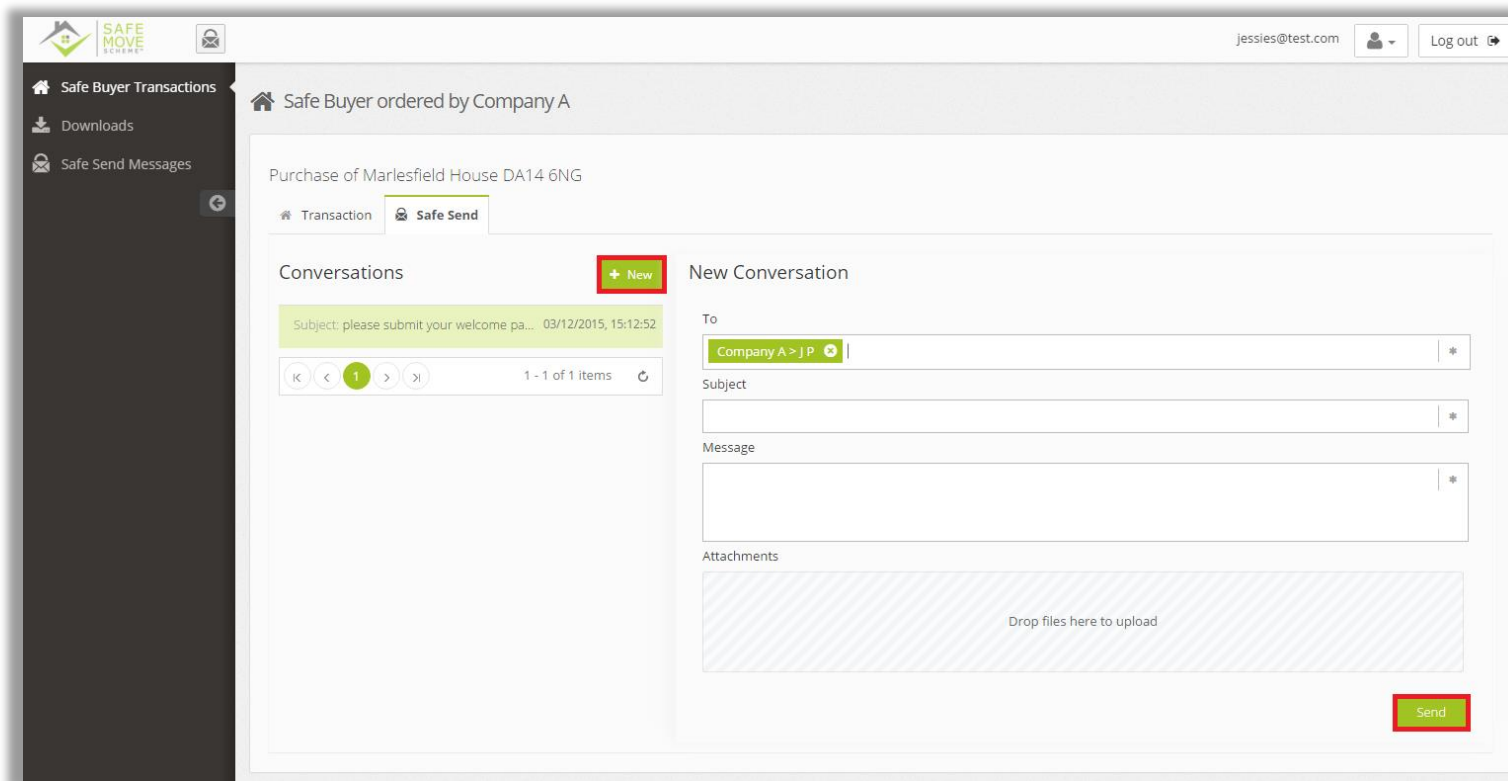 SAFE
MOVE
SCHEME
jessies@test.com
Log out
Safe Buyer Transactions
Downloads
Safe Send Messages
Safe Buyer ordered by Company A
Purchase of Marlesfield House DA14 6NG
Transaction
Safe Send
Conversations
+ New
Subject: please submit your welcome pa... 03/12/2015, 15:12:52
1
1 - 1 of 1 items
New Conversation
To
Company A > J P
*
Subject
*
Message
*
Attachments
Drop files here to upload
Send